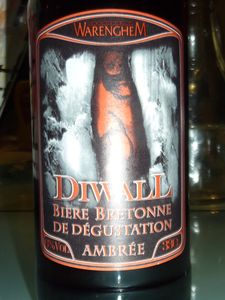 WARENGHEM
DIWALL
BIÈRE BRETONNE
DE DÉGUSTATION
AMBRÉE